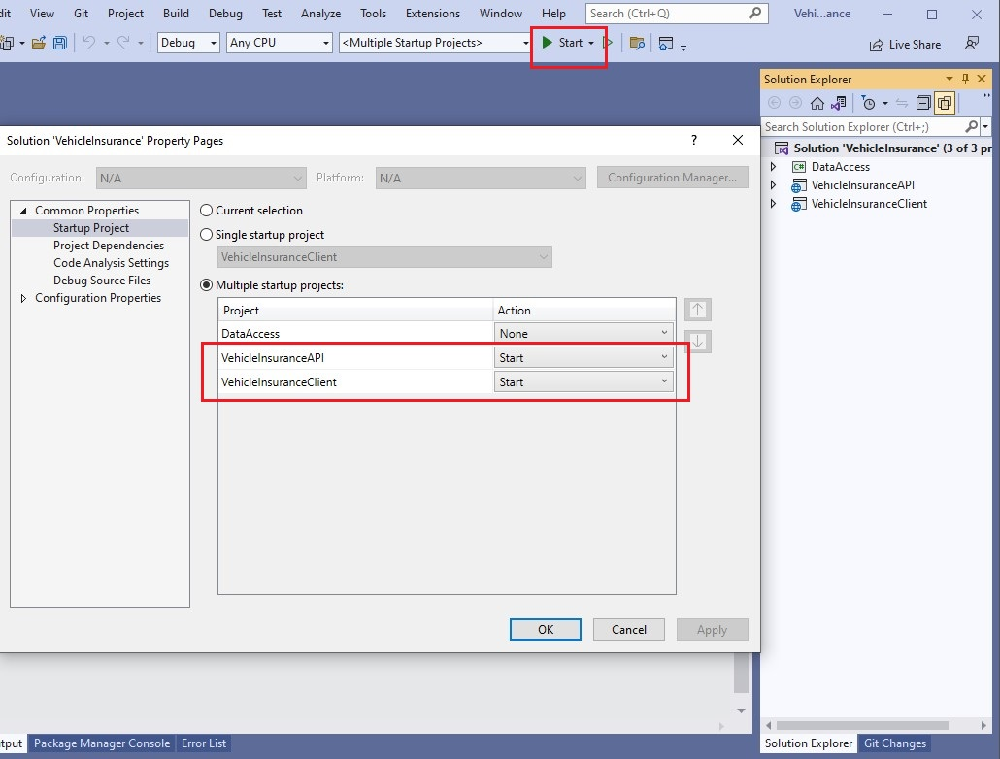 dit View Git Project Build Debug Test Analyze Tools Extensions Window Help Search (Ctrl+Q) Vehi...ance
Debug Any CPU <Multiple Startup Projects> Start Live Share
Solution Explorer
Search Solution Explorer (Ctrl+;)
Solution 'VehicleInsurance' (3 of 3 pr
DataAccess
VehicleInsuranceAPI
VehicleInsuranceClient
Solution 'VehicleInsurance' Property Pages ?
Configuration: N/A Platform: N/A Configuration Manager...
Common Properties
Startup Project
Project Dependencies
Code Analysis Settings
Debug Source Files
Configuration Properties
Current selection
Single startup project
VehicleInsuranceClient
Multiple startup projects:
Project Action
DataAccess None
VehicleInsuranceAPI Start
VehicleInsuranceClient Start
OK Cancel Apply
tput Package Manager Console Error List
Solution Explorer Git Changes